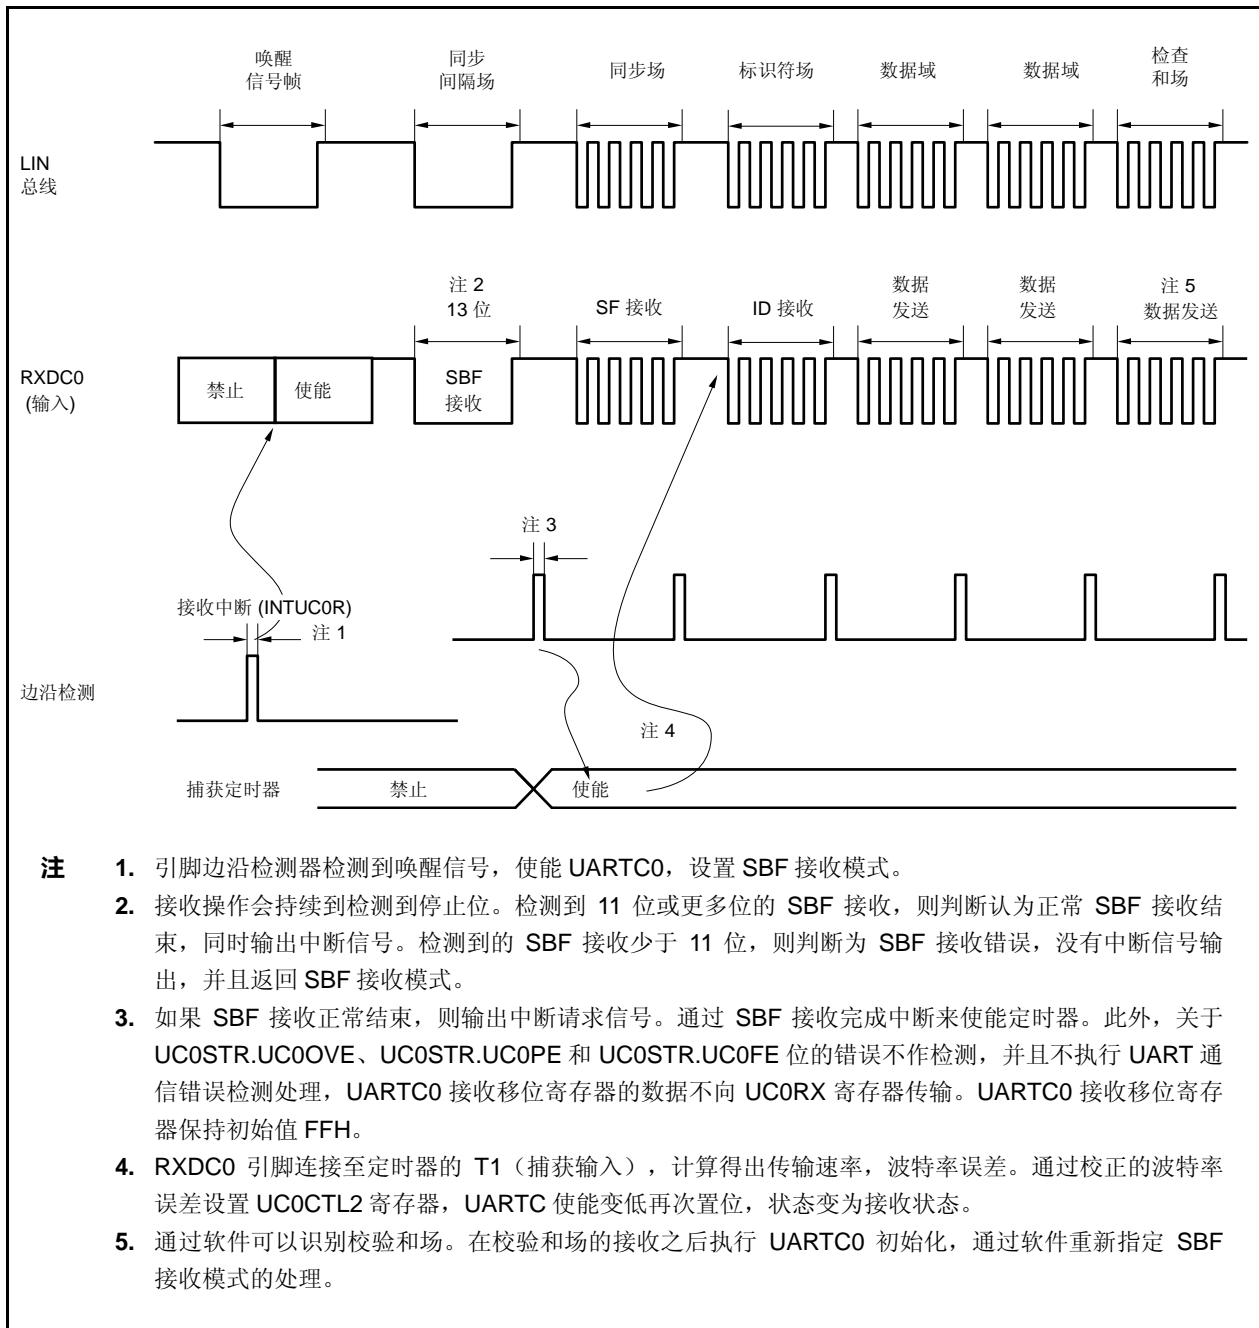 唤醒
信号帧
同步
间隔场
同步场
标识符场
数据域
数据域
检查
和场
LIN
总线
注 2
13 位
SF 接收
ID 接收
数据
发送
数据
发送
注 5
数据发送
RXDC0
(输入)
禁止
使能
SBF
接收
注 3
接收中断 (INTUC0R)
注 1
边沿检测
注 4
捕获定时器
禁止
使能
注 1. 引脚边沿检测器检测到唤醒信号，使能 UARTC0，设置 SBF 接收模式。
2. 接收操作会持续到检测到停止位。检测到 11 位或更多位的 SBF 接收，则判断认为正常 SBF 接收结
束，同时输出中断信号。检测到的 SBF 接收少于 11 位，则判断为 SBF 接收错误，没有中断信号输
出，并且返回 SBF 接收模式。
3. 如果 SBF 接收正常结束，则输出中断请求信号。通过 SBF 接收完成中断来使能定时器。此外，关于
UC0STR.UC0OVE、UC0STR.UC0PE 和 UC0STR.UC0FE 位的错误不作检测，并且不执行 UART 通
信错误检测处理，UARTC0 接收移位寄存器的数据不向 UC0RX 寄存器传输。UARTC0 接收移位寄存
器保持初始值 FFH。
4. RXDC0 引脚连接至定时器的 T1（捕获输入），计算得出传输速率，波特率误差。通过校正的波特率
误差设置 UC0CTL2 寄存器，UARTC 使能变低再次置位，状态变为接收状态。
5. 通过软件可以识别校验和场。在校验和场的接收之后执行 UARTC0 初始化，通过软件重新指定 SBF
接收模式的处理。